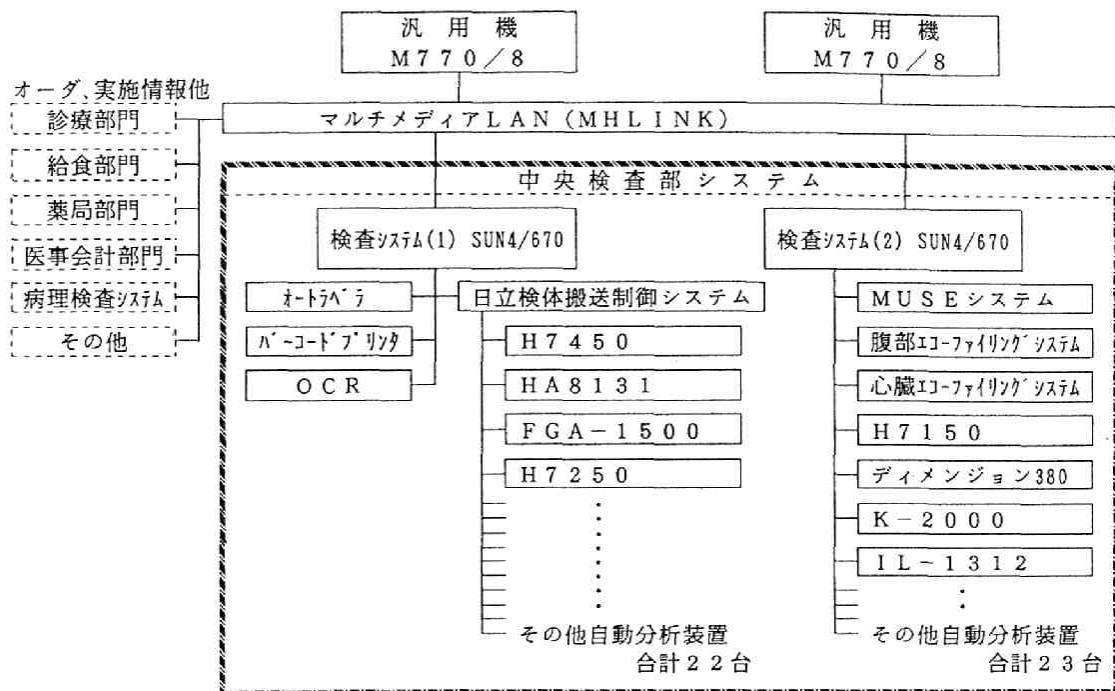 汎用機
M770/8
汎用機
M770/8
オーダ、実施情報他
診療部門
給食部門
薬局部門
医事会計部門
病理検査ｼｽﾃﾑ
その他
マルチメディアLAN(MHLINK)
中央検査部システム
検査ｼｽﾃﾑ(1) SUN4/670
ｵｰﾄﾗﾍﾞﾗ
ﾊﾞｰｺｰﾄﾞﾌﾟﾘﾝﾀ
OCR
日立検体搬送制御システム
H7450
HA8131
FGA-1500
H7250
その他自動分析装置
合計22台
検査ｼｽﾃﾑ(2) SUN4/670
MUSEシステム
腹部ｴｺｰﾌｧｲﾘﾝｸﾞｼｽﾃﾑ
心臓ｴｺｰﾌｧｲﾘﾝｸﾞｼｽﾃﾑ
H7150
ディメンジョン380
K-2000
IL-1312
その他自動分析装置
合計23台